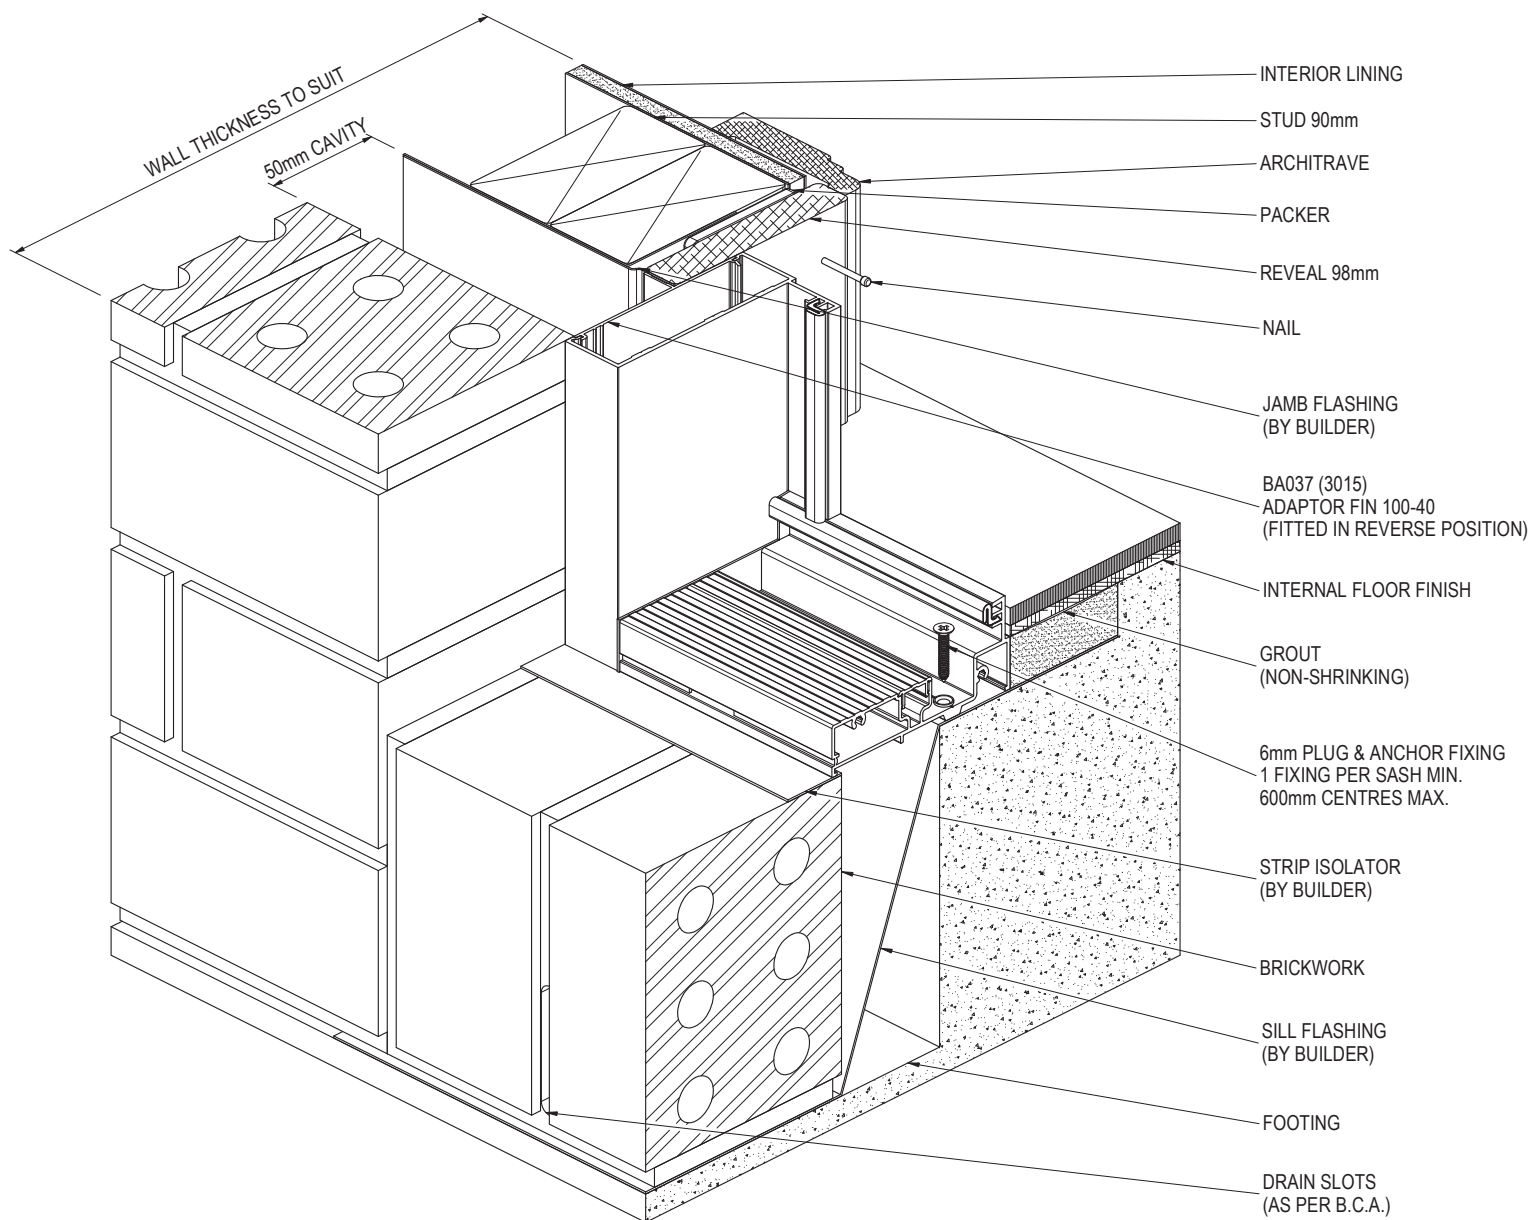 WALL THICKNESS TO SUIT
50mm CAVITY
INTERIOR LINING
STUD 90mm
ARCHITRAVE
PACKER
REVEAL 98mm
NAIL
JAMB FLASHING
(BY BUILDER)
BA037 (3015)
ADAPTOR FIN 100-40
(FITTED IN REVERSE POSITION)
INTERNAL FLOOR FINISH
GROUT
(NON-SHRINKING)
6mm PLUG & ANCHOR FIXING
1 FIXING PER SASH MIN.
600mm CENTRES MAX.
STRIP ISOLATOR
(BY BUILDER)
BRICKWORK
SILL FLASHING
(BY BUILDER)
FOOTING
DRAIN SLOTS
(AS PER B.C.A.)